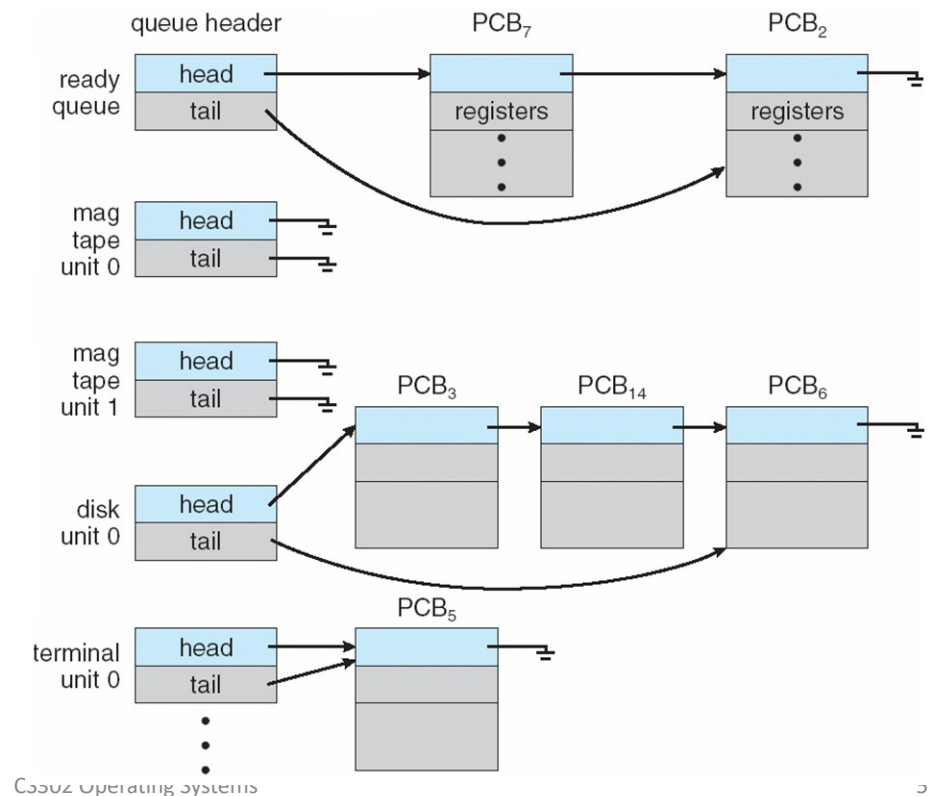 queue header PCB₇ PCB₂
ready queue
head
tail
registers
registers
mag tape unit 0
head
tail
mag tape unit 1
head
tail
PCB₃ PCB₁₄ PCB₆
disk unit 0
head
tail
PCB₅
terminal unit 0
head
tail
CS302 Operating Systems
5